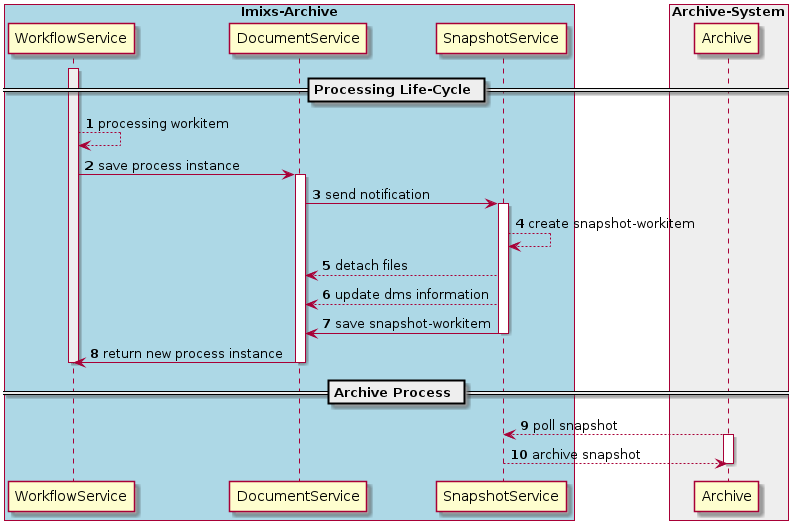 Imixs-Archive
Archive-System
WorkflowService
DocumentService
SnapshotService
Archive
Processing Life-Cycle
1 processing workitem
2 save process instance
3 send notification
4 create snapshot-workitem
5 detach files
6 update dms information
7 save snapshot-workitem
8 return new process instance
Archive Process
9 poll snapshot
10 archive snapshot
WorkflowService
DocumentService
SnapshotService
Archive